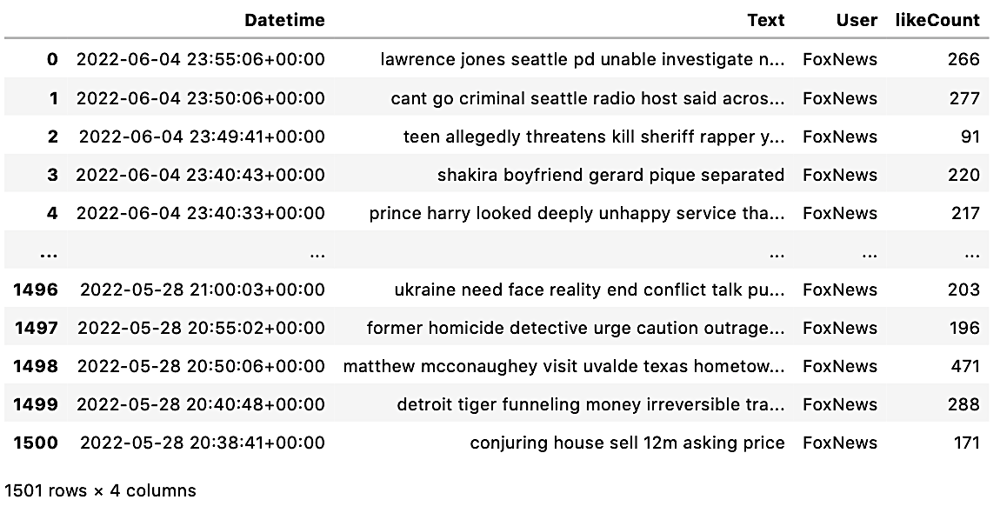 Datetime Text User likeCount
0 2022-06-04 23:55:06+00:00 lawrence jones seattle pd unable investigate n... FoxNews 266
1 2022-06-04 23:50:06+00:00 cant go criminal seattle radio host said acros... FoxNews 277
2 2022-06-04 23:49:41+00:00 teen allegedly threatens kill sheriff rapper y... FoxNews 91
3 2022-06-04 23:40:43+00:00 shakira boyfriend gerard pique separated FoxNews 220
4 2022-06-04 23:40:33+00:00 prince harry looked deeply unhappy service tha... FoxNews 217
... ... ... ... ...
1496 2022-05-28 21:00:03+00:00 ukraine need face reality end conflict talk pu... FoxNews 203
1497 2022-05-28 20:55:02+00:00 former homicide detective urge caution outrage... FoxNews 196
1498 2022-05-28 20:50:06+00:00 matthew mcconaughey visit uvalde texas hometow... FoxNews 471
1499 2022-05-28 20:40:48+00:00 detroit tiger funneling money irreversible tra... FoxNews 288
1500 2022-05-28 20:38:41+00:00 conjuring house sell 12m asking price FoxNews 171
1501 rows × 4 columns